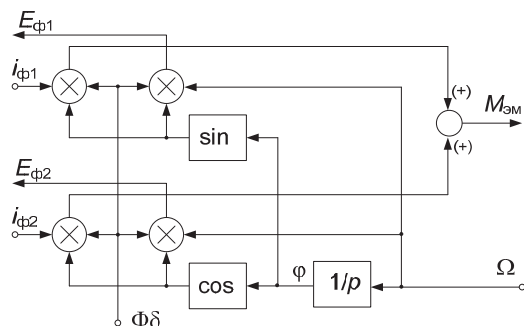 Eф1
iф1
(+)
Mэм
(+)
sin
Eф2
iф2
cos
φ
1/p
Ω
Φδ